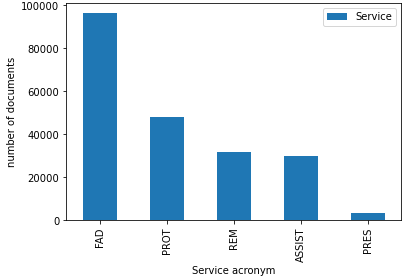 100000
80000
60000
40000
20000
0
number of documents
Service
FAD
PROT
REM
ASSIST
PRES
Service acronym